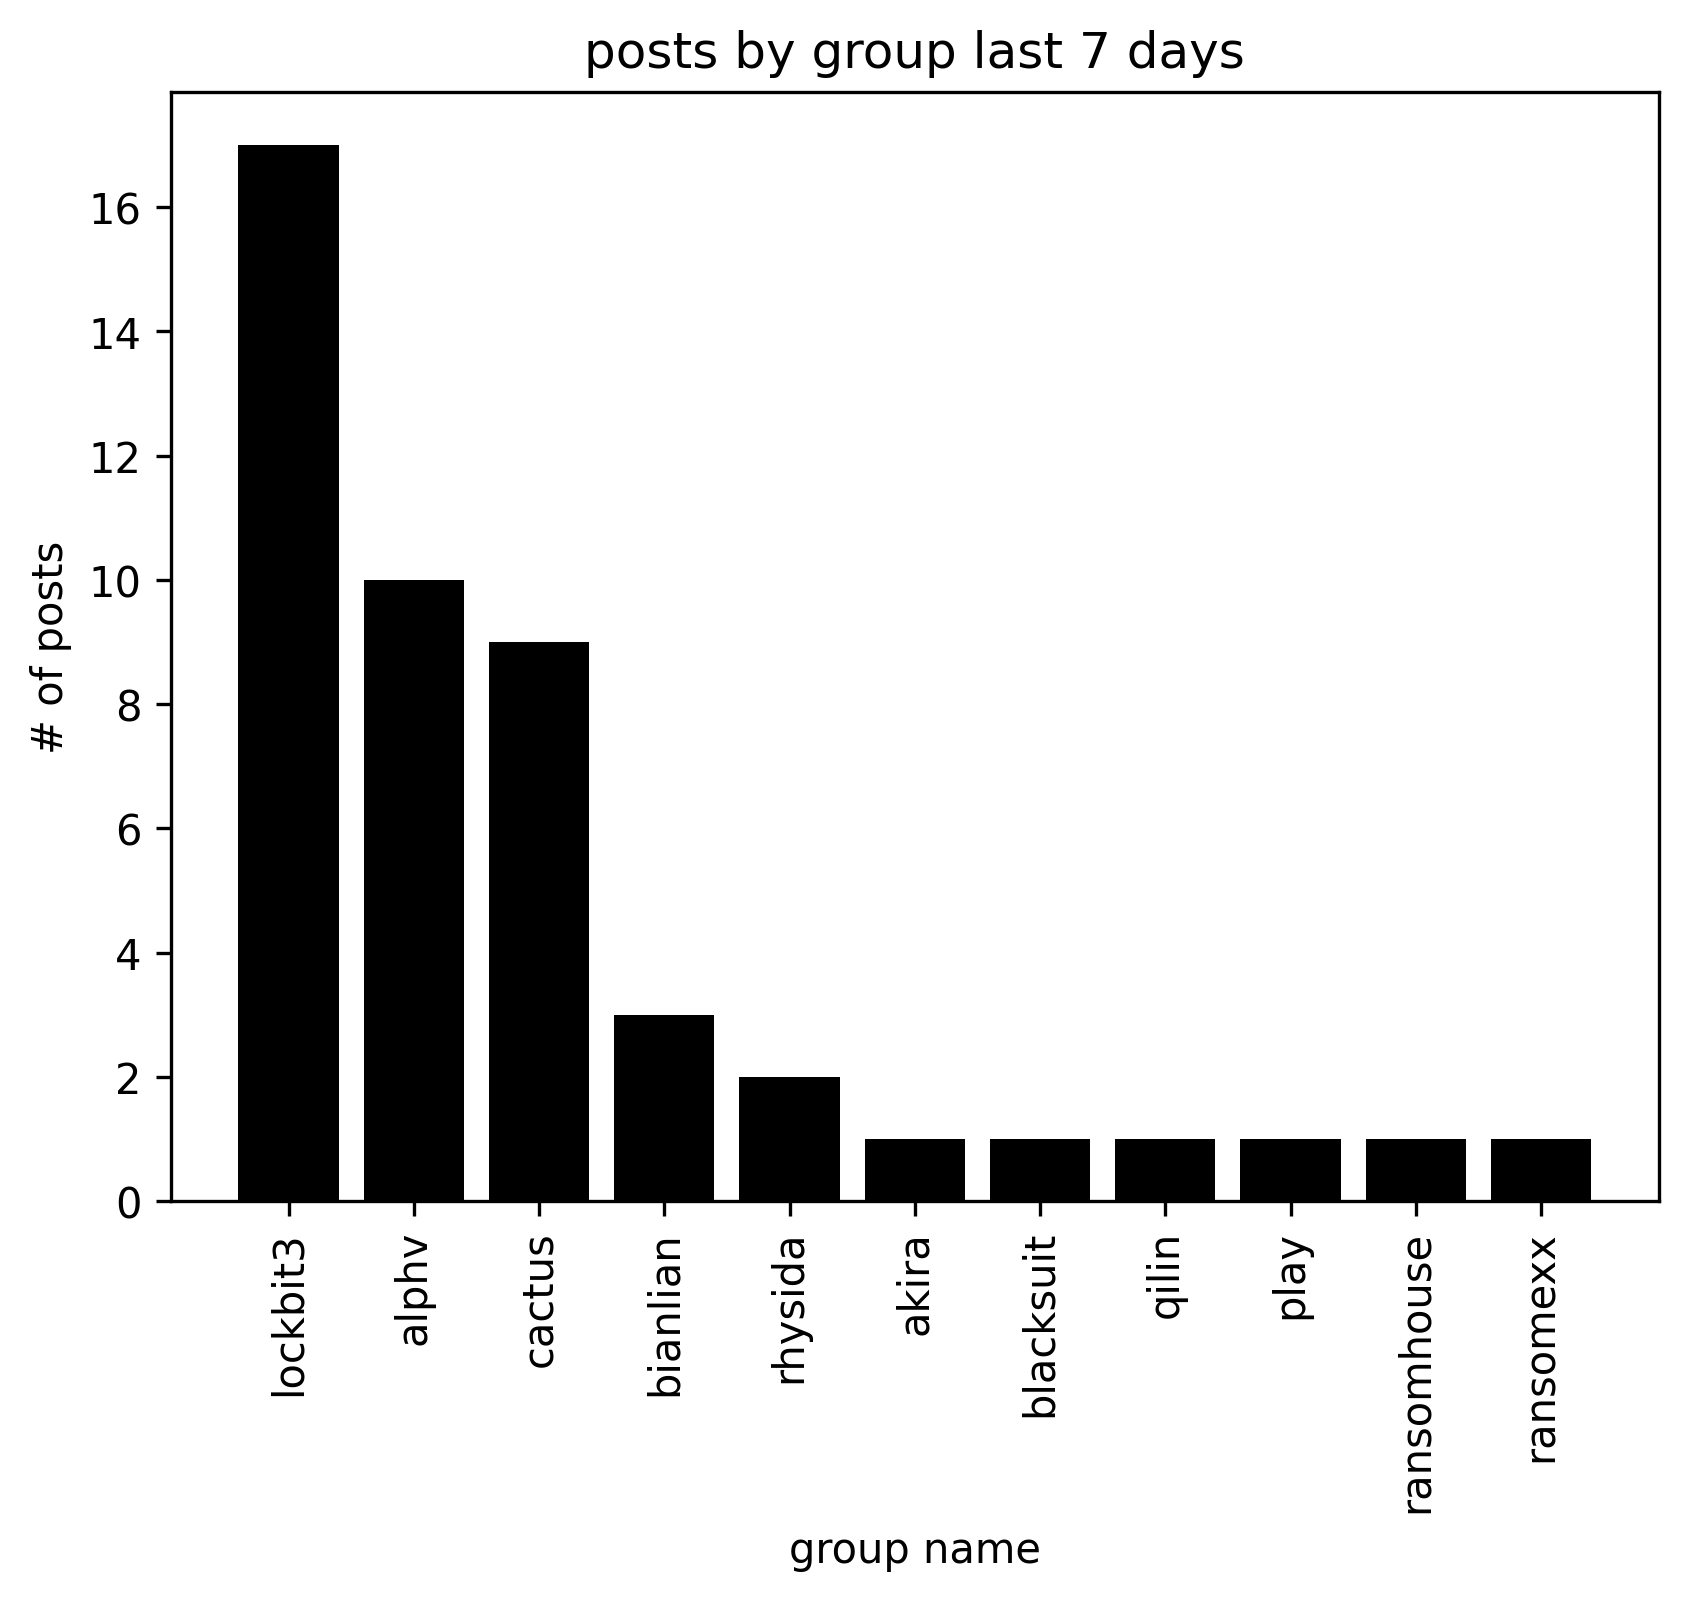 posts by group last 7 days
# of posts
16
14
12
10
8
6
4
2
0
lockbit3
alphv
cactus
bianlian
rhysida
akira
blacksuit
qilin
play
ransomhouse
ransomexx
group name